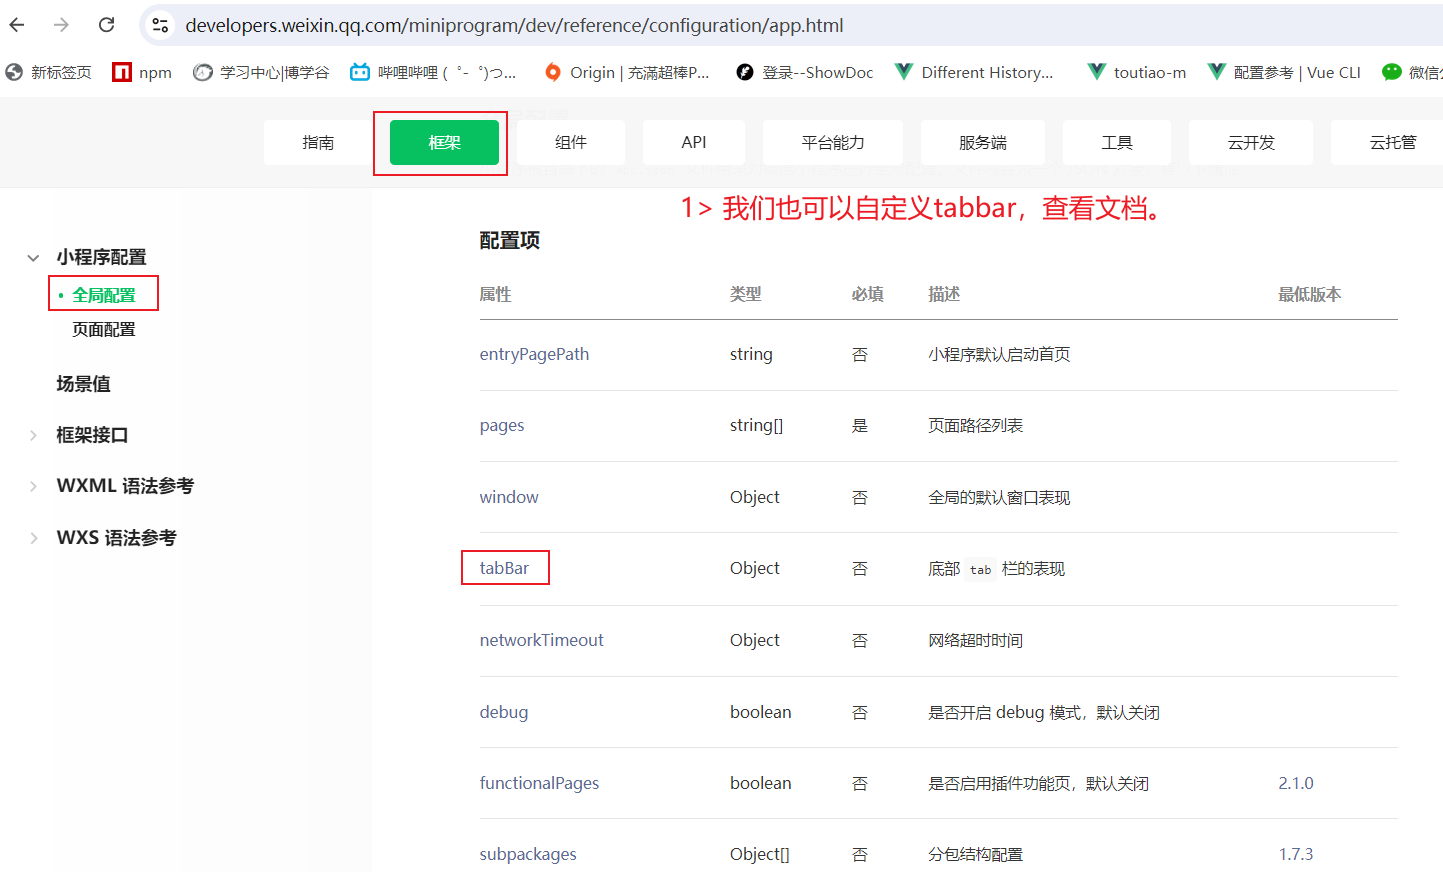 developers.weixin.qq.com/miniprogram/dev/reference/configuration/app.html
新标签页 npm 学习中心|博学谷 哔哩哔哩 ( ゜- ゜)つ... Origin | 充滿超棒P... 登录--ShowDoc Different History... toutiao-m 配置参考 | Vue CLI 微信公
指南 框架 组件 API 平台能力 服务端 工具 云开发 云托管
1> 我们也可以自定义tabbar，查看文档。
小程序配置
• 全局配置
页面配置
场景值
框架接口
WXML 语法参考
WXS 语法参考
配置项
属性 类型 必填 描述 最低版本
entryPagePath string 否 小程序默认启动首页
pages string[] 是 页面路径列表
window Object 否 全局的默认窗口表现
tabBar Object 否 底部 tab 栏的表现
networkTimeout Object 否 网络超时时间
debug boolean 否 是否开启 debug 模式，默认关闭
functionalPages boolean 否 是否启用插件功能页，默认关闭 2.1.0
subpackages Object[] 否 分包结构配置 1.7.3